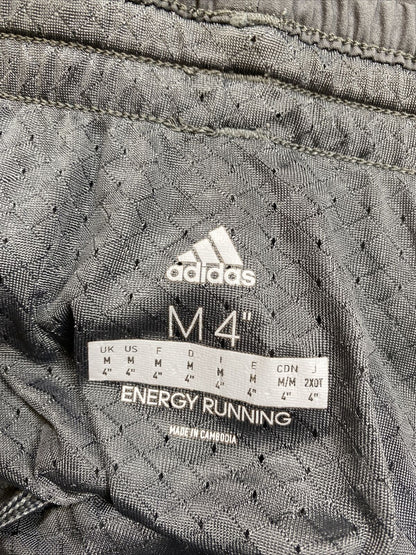 adidas
M 4"
UK US F D I E CDN J
M M M M M M M/M 2XOT
4" 4" 4" 4" 4" 4" 4" 4"
ENERGY RUNNING
MADE IN CAMBODIA